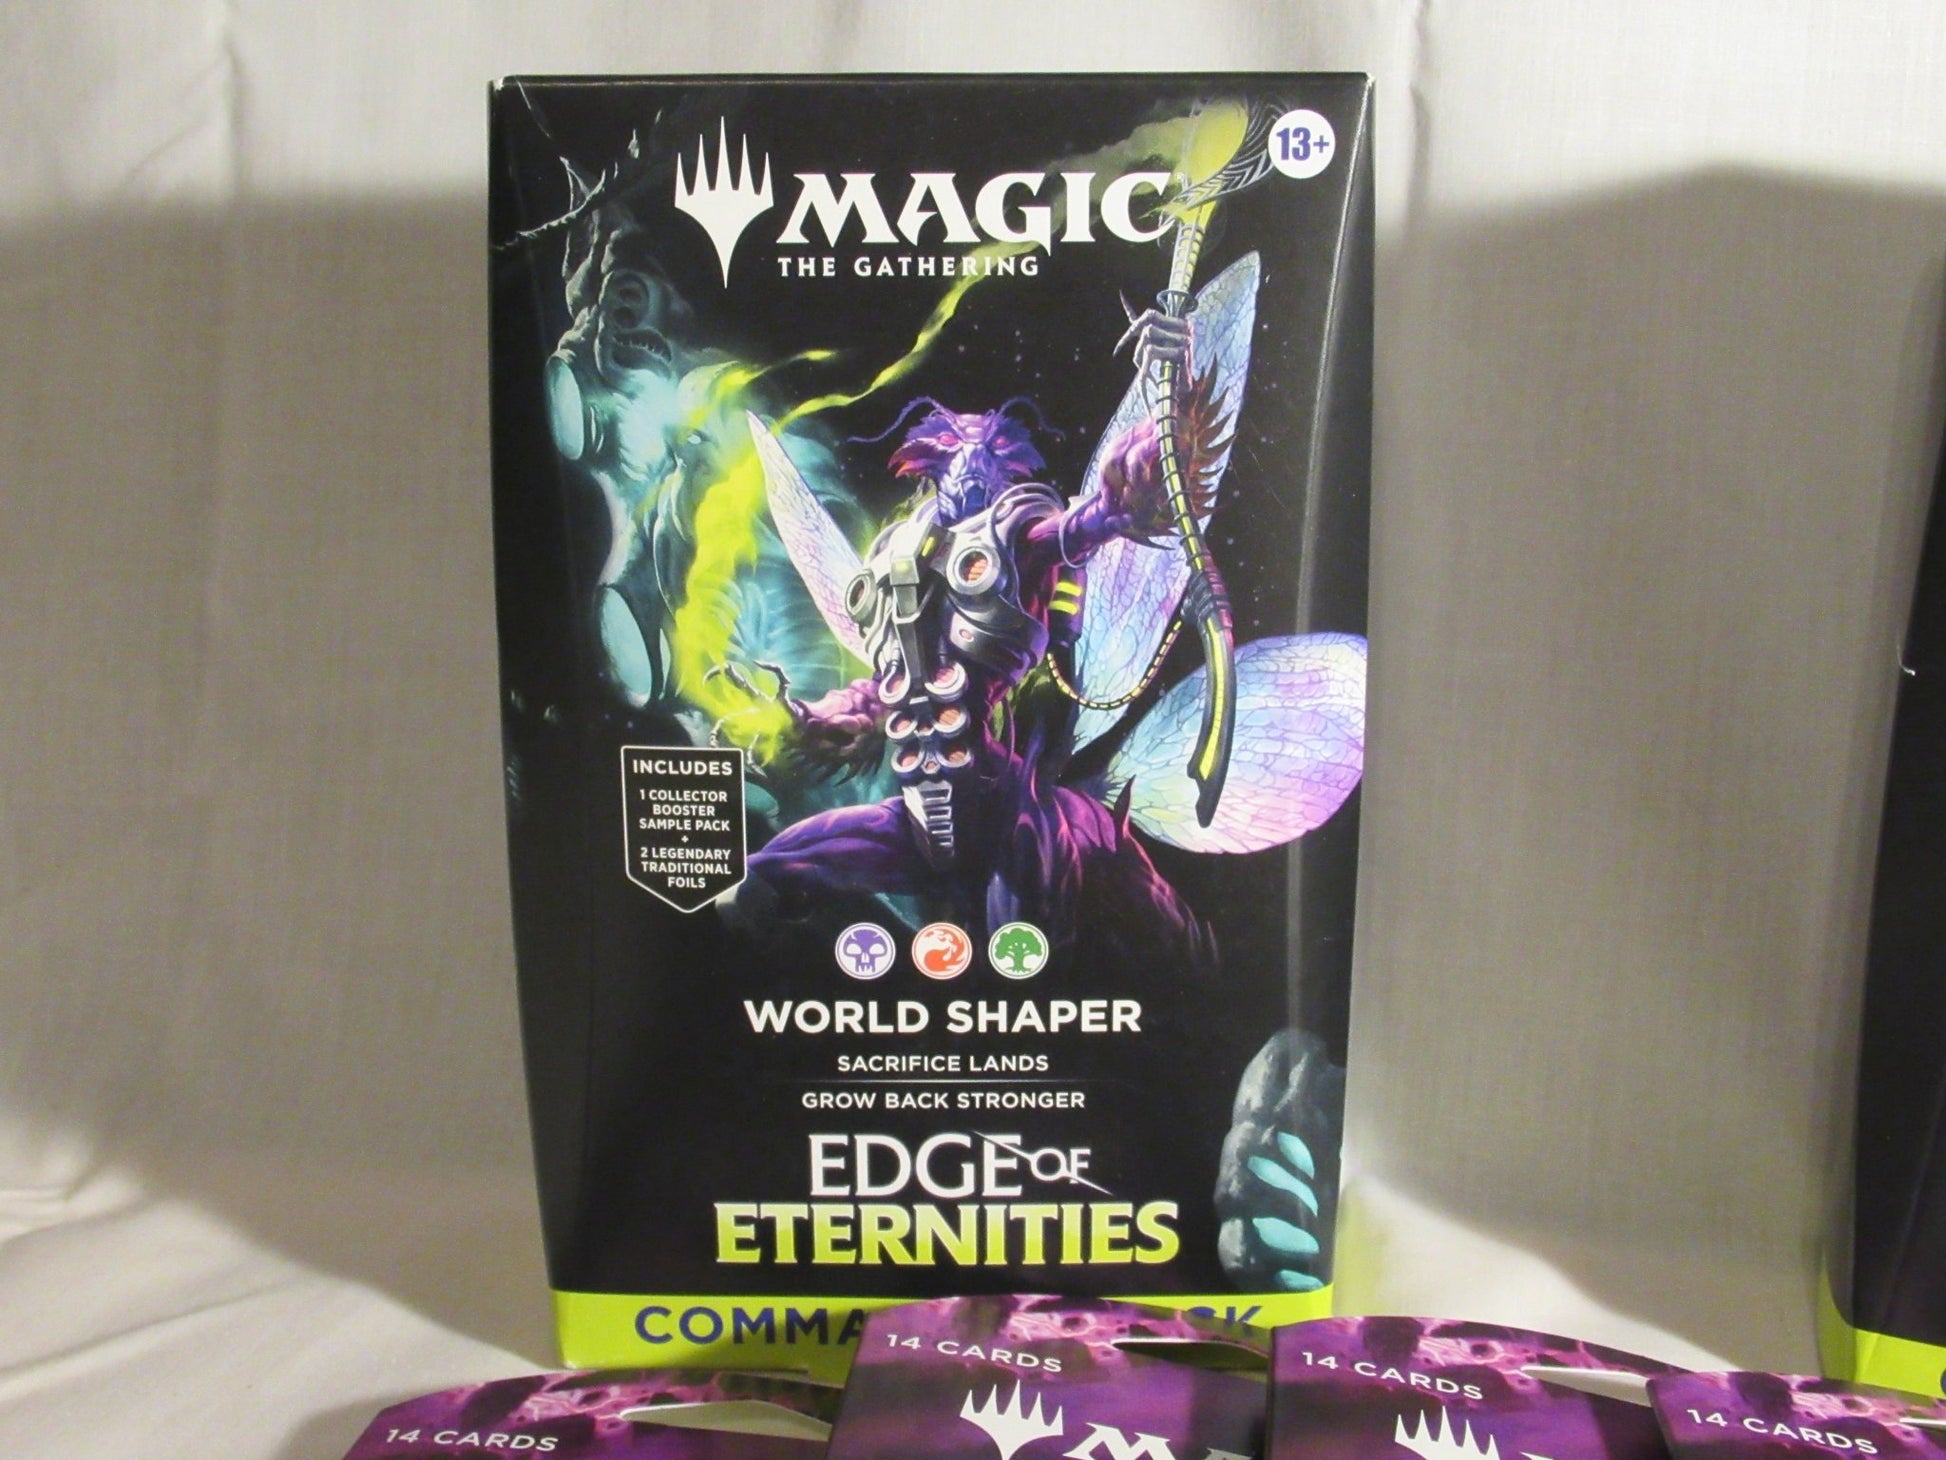 13+
MAGIC
THE GATHERING
INCLUDES
1 COLLECTOR
BOOSTER
SAMPLE PACK
+
2 LEGENDARY
TRADITIONAL
FOILS
WORLD SHAPER
SACRIFICE LANDS
GROW BACK STRONGER
EDGE OF
ETERNITIES
14 CARDS
14 CARDS
14 CARDS
14 CARDS